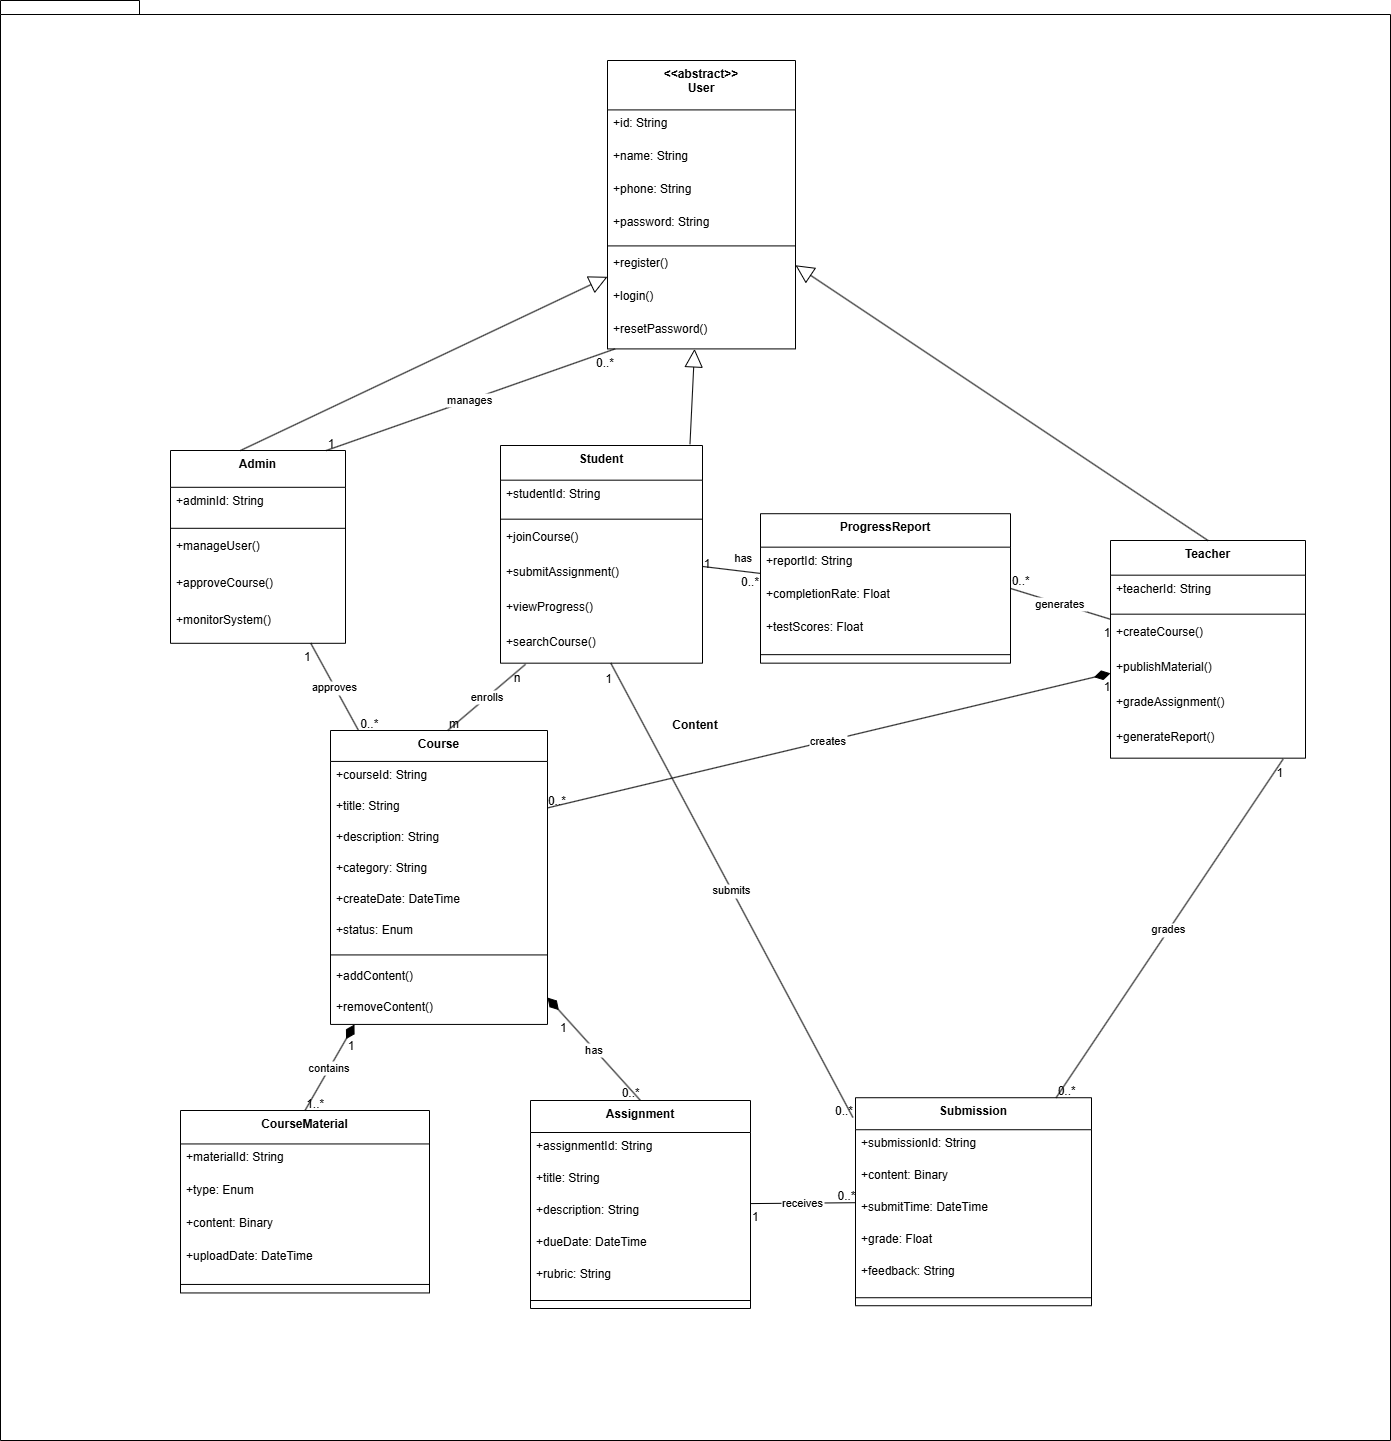 <<abstract>>
User
+id: String
+name: String
+phone: String
+password: String
+register()
+login()
+resetPassword()
0..*
manages
1
Admin
+adminId: String
+manageUser()
+approveCourse()
+monitorSystem()
Student
+studentId: String
+joinCourse()
+submitAssignment()
+viewProgress()
+searchCourse()
1
has
0..*
ProgressReport
+reportId: String
+completionRate: Float
+testScores: Float
0..*
generates
1
Teacher
+teacherId: String
+createCourse()
+publishMaterial()
+gradeAssignment()
+generateReport()
1
approves
0..*
n
enrolls
m
1
Content
1
creates
0..*
1
Course
+courseId: String
+title: String
+description: String
+category: String
+createDate: DateTime
+status: Enum
+addContent()
+removeContent()
submits
grades
1
contains
1..*
1
has
0..*
0..*
0..*
CourseMaterial
+materialId: String
+type: Enum
+content: Binary
+uploadDate: DateTime
Assignment
+assignmentId: String
+title: String
+description: String
+dueDate: DateTime
+rubric: String
1
receives
0..*
Submission
+submissionId: String
+content: Binary
+submitTime: DateTime
+grade: Float
+feedback: String